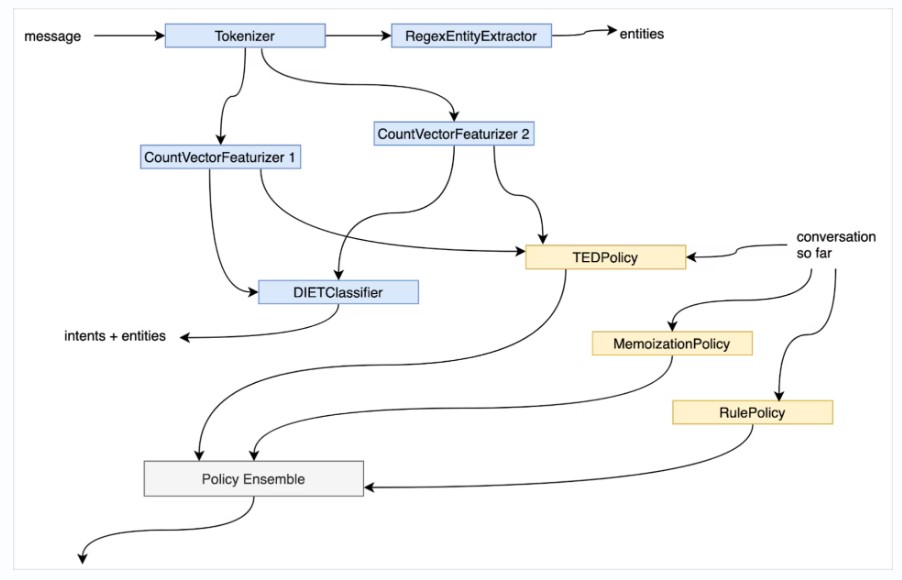 message
Tokenizer
RegexEntityExtractor
entities
CountVectorFeaturizer 2
CountVectorFeaturizer 1
conversation
so far
TEDPolicy
DIETClassifier
intents + entities
MemoizationPolicy
RulePolicy
Policy Ensemble